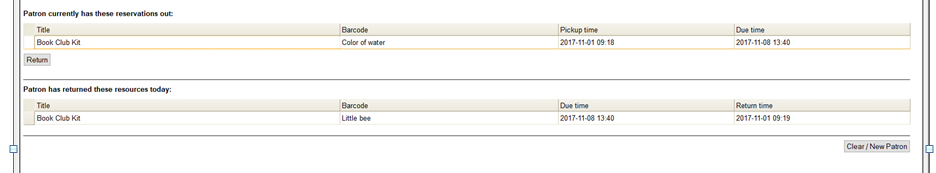 Patron currently has these reservations out:
Title Barcode Pickup time Due time
Book Club Kit Color of water 2017-11-01 09:18 2017-11-08 13:40
Return
Patron has returned these resources today:
Title Barcode Due time Return time
Book Club Kit Little bee 2017-11-08 13:40 2017-11-01 09:19
Clear / New Patron